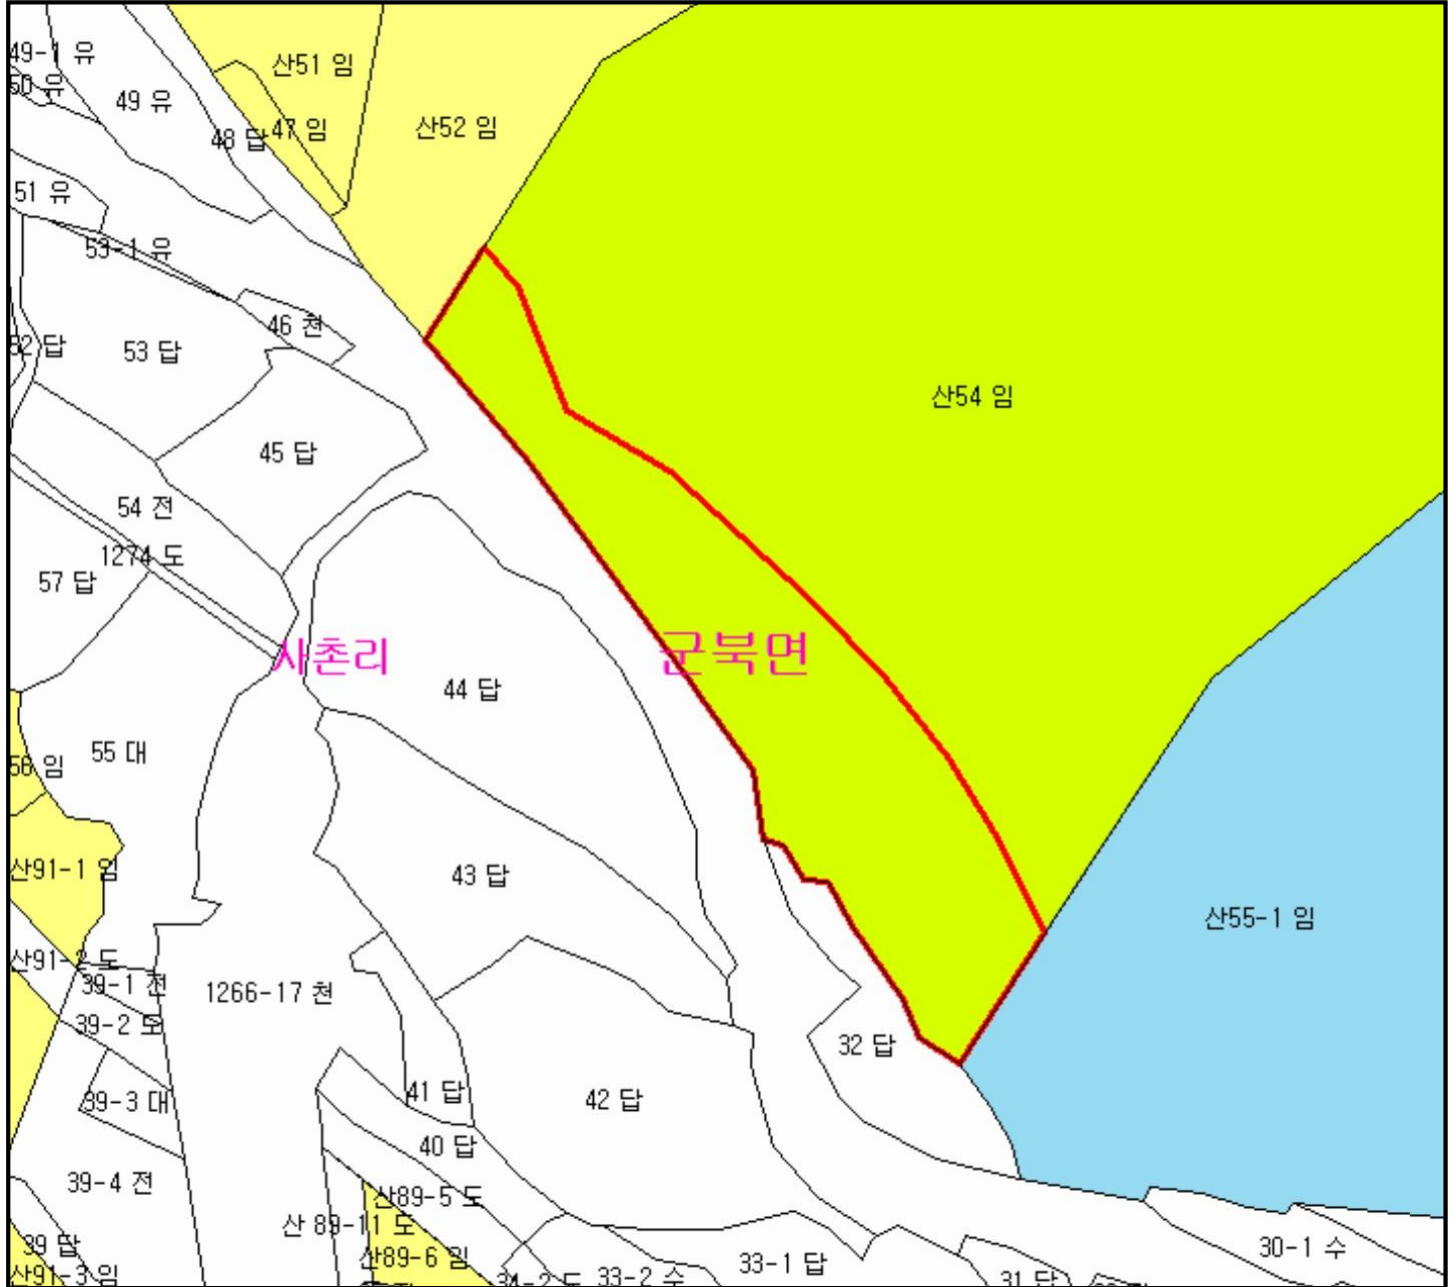 49-1 유
산51 임
50 유
49 유
산52 임
48 답
47 임
51 유
53-1 유
46 천
53 답
산54 임
45 답
54 전
1274 도
57 답
사촌리
군북면
44 답
55 대
임
43 답
산91-1 임
산55-1 임
산91-2 도
39-1 전
1266-17 천
39-2 도
32 답
41 답
39-3 대
42 답
40 답
39-4 전
산89-5 도
산 89-11 도
39 답
산89-6 임
33-1 답
30-1 수
산91-3 임
34-2 도
33-2 수
31 답